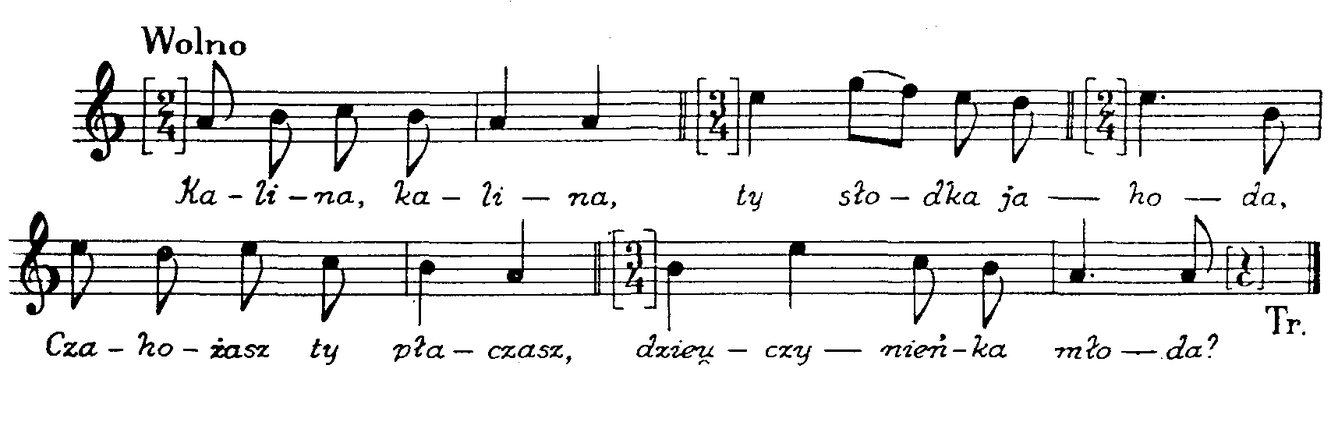 Wolno
Ka – li – na, ka – li — na, ty sło – dka ja — ho — da,
Cza – ho – żasz ty pła – czasz, dzieu̯ – czy — nień – ka mło — da?
Tr.